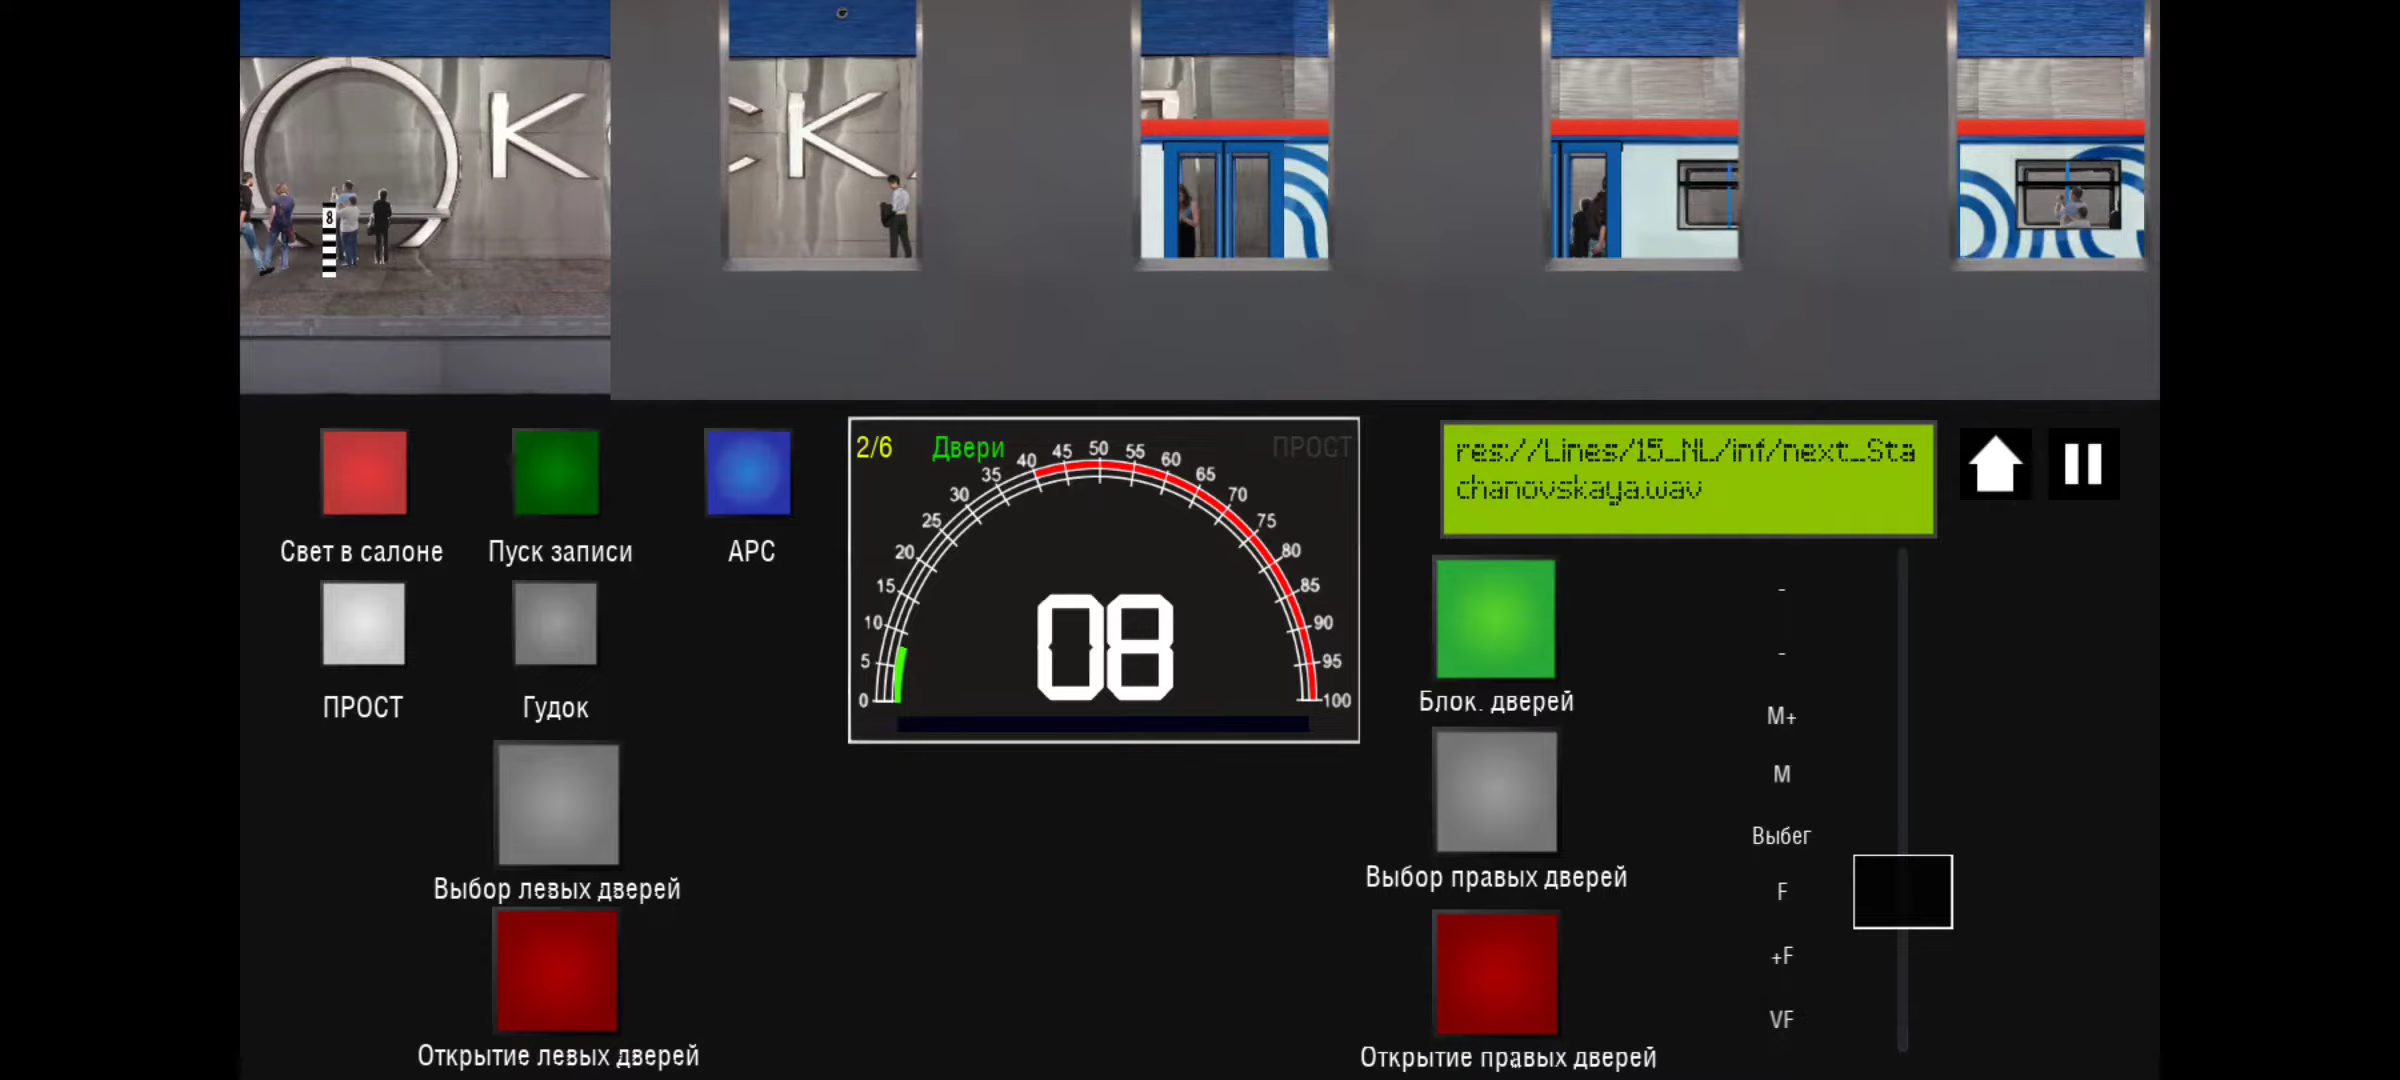 К
К
8
2/6 Двери ПРОСТ
0 5 10 15 20 25 30 35 40 45 50 55 60 65 70 75 80 85 90 95 100
08
res://Lines/15_NL/inf/next_Sta
chanovskaya.wav
Свет в салоне Пуск записи АРС
ПРОСТ Гудок
Блок. дверей
Выбор левых дверей
Выбор правых дверей
Открытие левых дверей
Открытие правых дверей
-
-
M+
M
Выбег
F
+F
VF